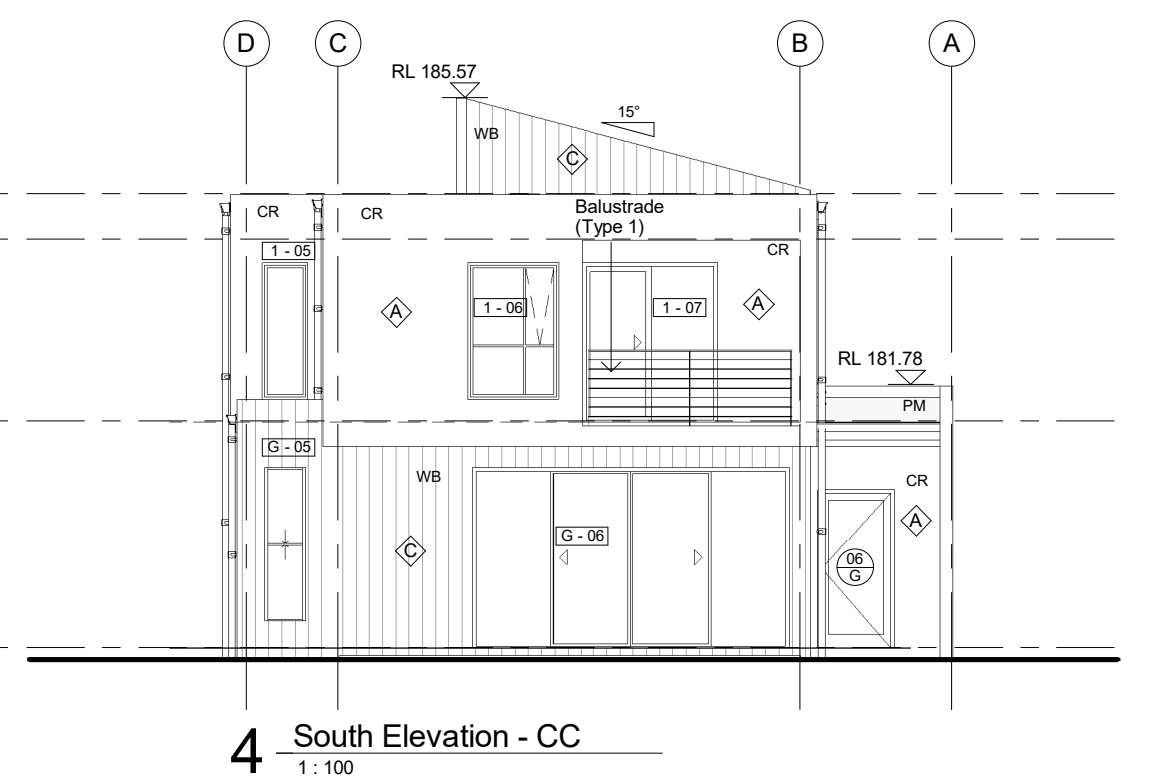 D
C
B
A
RL 185.57
15°
WB
C
CR
CR
Balustrade
(Type 1)
1 - 05
CR
1 - 06
1 - 07
A
A
RL 181.78
PM
G - 05
WB
CR
A
G - 06
C
06
G
4
South Elevation - CC
1 : 100